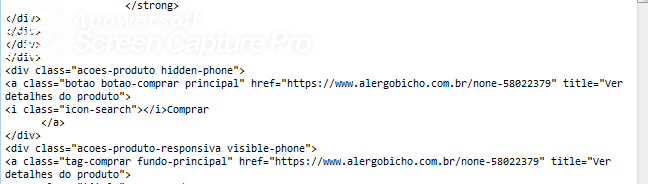 </strong>
</div>
</div>
</div>
</div>
Apowersoft
Screen Capture Pro
<div class="acoes-produto hidden-phone">
<a class="botao botao-comprar principal" href="https://www.alergobicho.com.br/none-58022379" title="Ver
detalhes do produto">
<i class="icon-search"></i>Comprar
</a>
</div>
<div class="acoes-produto-responsiva visible-phone">
<a class="tag-comprar fundo-principal" href="https://www.alergobicho.com.br/none-58022379" title="Ver
detalhes do produto">